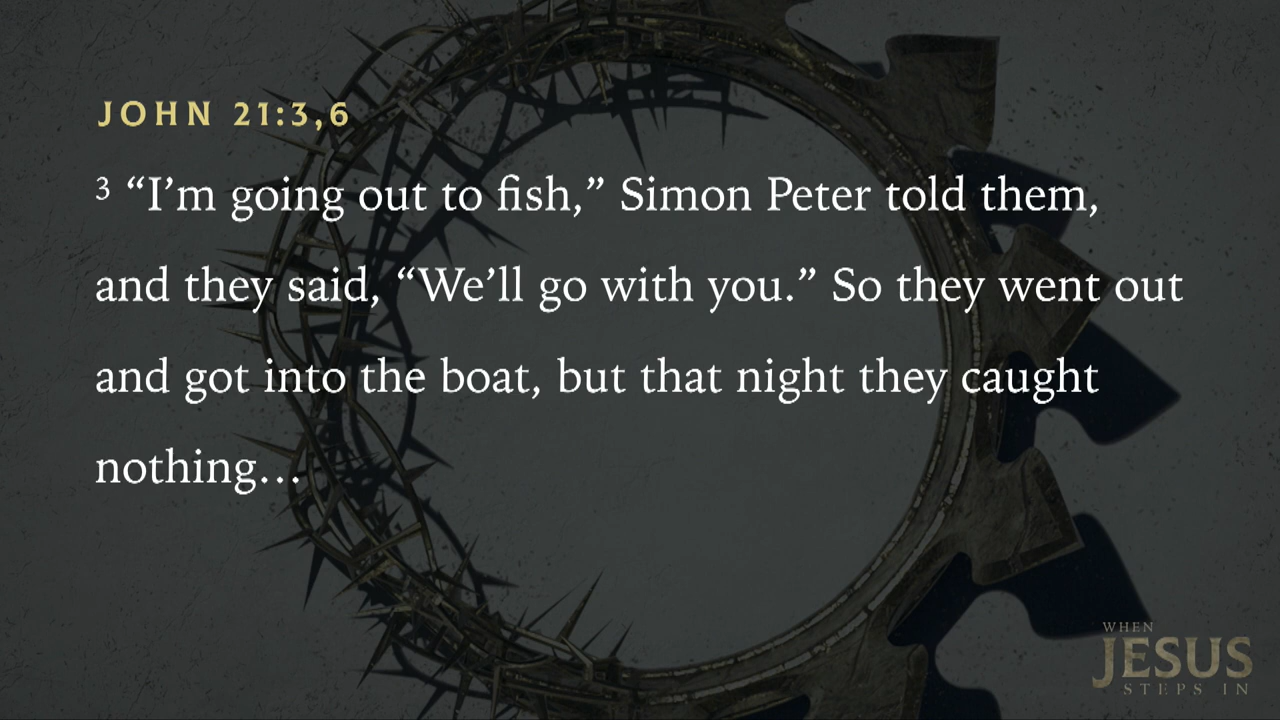 JOHN 21:3,6
³ “I’m going out to fish,” Simon Peter told them,
and they said, “We’ll go with you.” So they went out
and got into the boat, but that night they caught
nothing…
WHEN
JESUS
STEPS IN